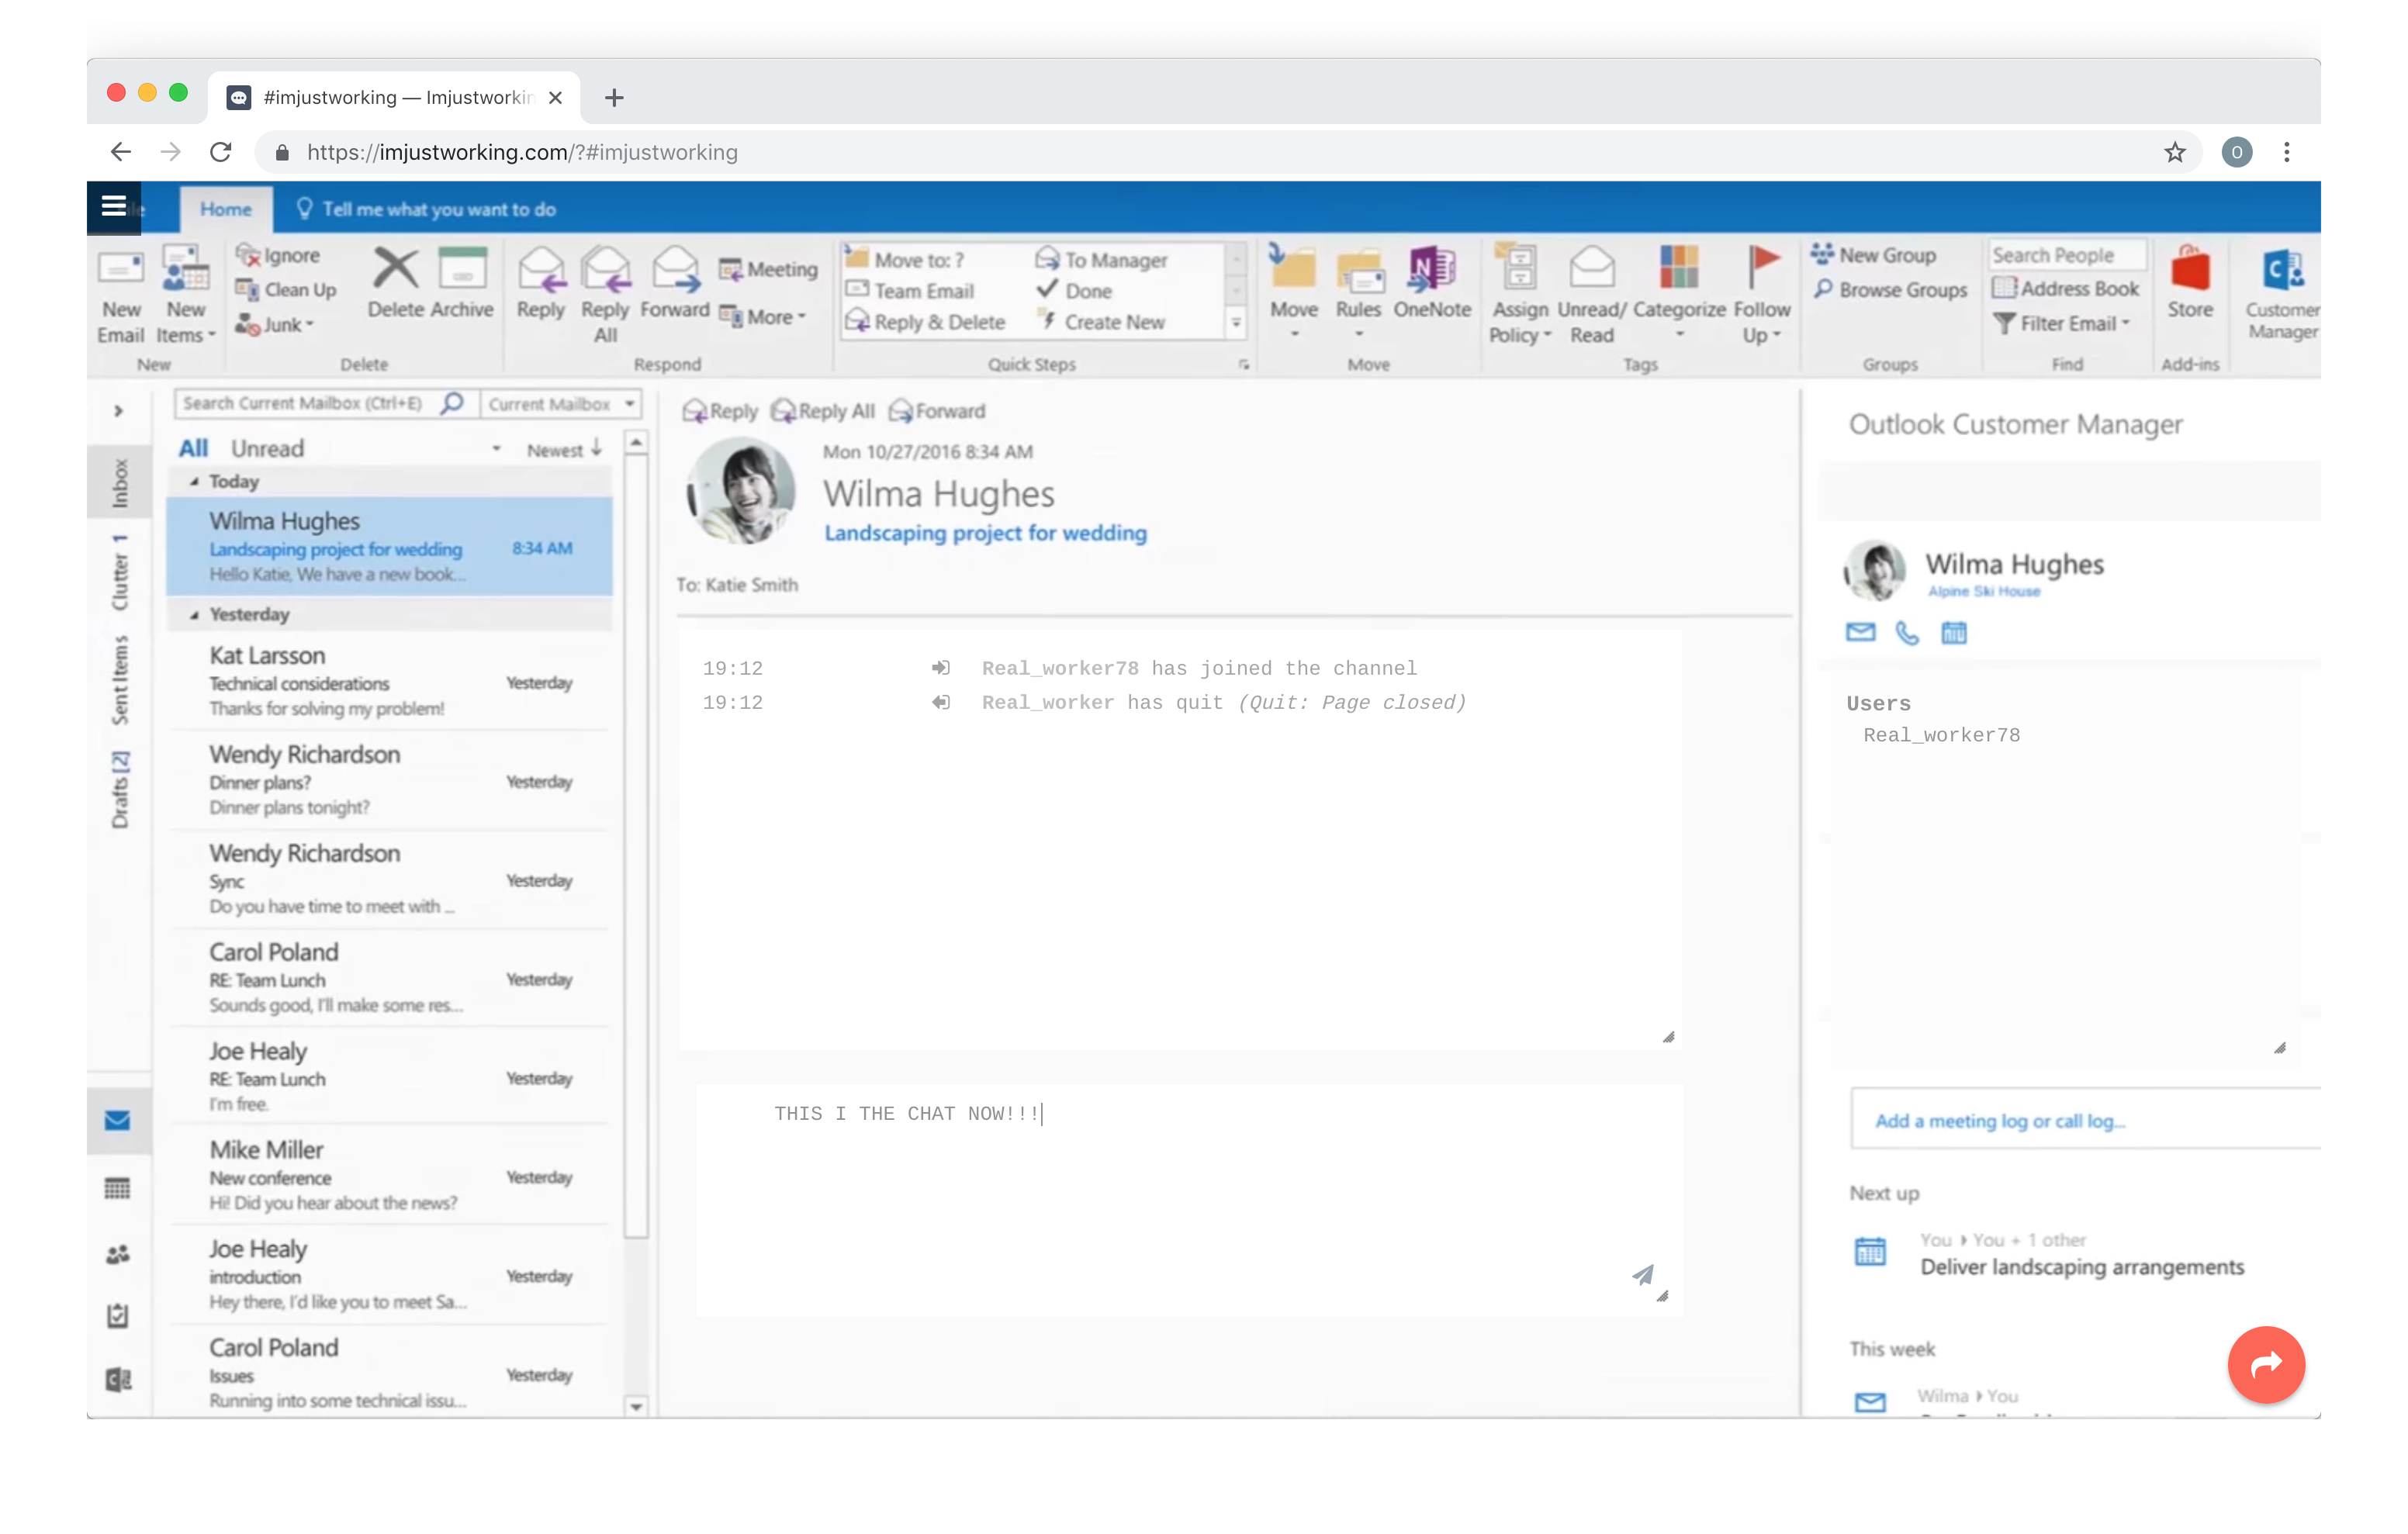 #imjustworking — Imjustworkin
https://imjustworking.com/?#imjustworking
O
Home
Tell me what you want to do
New Email
New Items
Ignore
Clean Up
Junk
Delete
Archive
Reply
Reply All
Forward
Meeting
More
Move to: ?
Team Email
Reply & Delete
To Manager
Done
Create New
Move
Rules
OneNote
Assign Policy
Unread/ Read
Categorize
Follow Up
New Group
Browse Groups
Search People
Address Book
Filter Email
Store
Customer Manager
New
Delete
Respond
Quick Steps
Move
Tags
Groups
Find
Add-ins
Inbox
Clutter 1
Sent Items
Drafts [2]
Search Current Mailbox (Ctrl+E)
Current Mailbox
All Unread
Newest
Today
Wilma Hughes
Landscaping project for wedding 8:34 AM
Hello Katie, We have a new book...
Yesterday
Kat Larsson
Technical considerations Yesterday
Thanks for solving my problem!
Wendy Richardson
Dinner plans? Yesterday
Dinner plans tonight?
Wendy Richardson
Sync Yesterday
Do you have time to meet with ...
Carol Poland
RE: Team Lunch Yesterday
Sounds good, I'll make some res...
Joe Healy
RE: Team Lunch Yesterday
I'm free.
Mike Miller
New conference Yesterday
Hi! Did you hear about the news?
Joe Healy
introduction Yesterday
Hey there, I'd like you to meet Sa...
Carol Poland
Issues Yesterday
Running into some technical issu...
Reply Reply All Forward
Mon 10/27/2016 8:34 AM
Wilma Hughes
Landscaping project for wedding
To: Katie Smith
19:12 Real_worker78 has joined the channel
19:12 Real_worker has quit (Quit: Page closed)
THIS I THE CHAT NOW!!!
Outlook Customer Manager
Wilma Hughes
Alpine Ski House
Users
Real_worker78
Add a meeting log or call log...
Next up
You You + 1 other
Deliver landscaping arrangements
This week
Wilma You